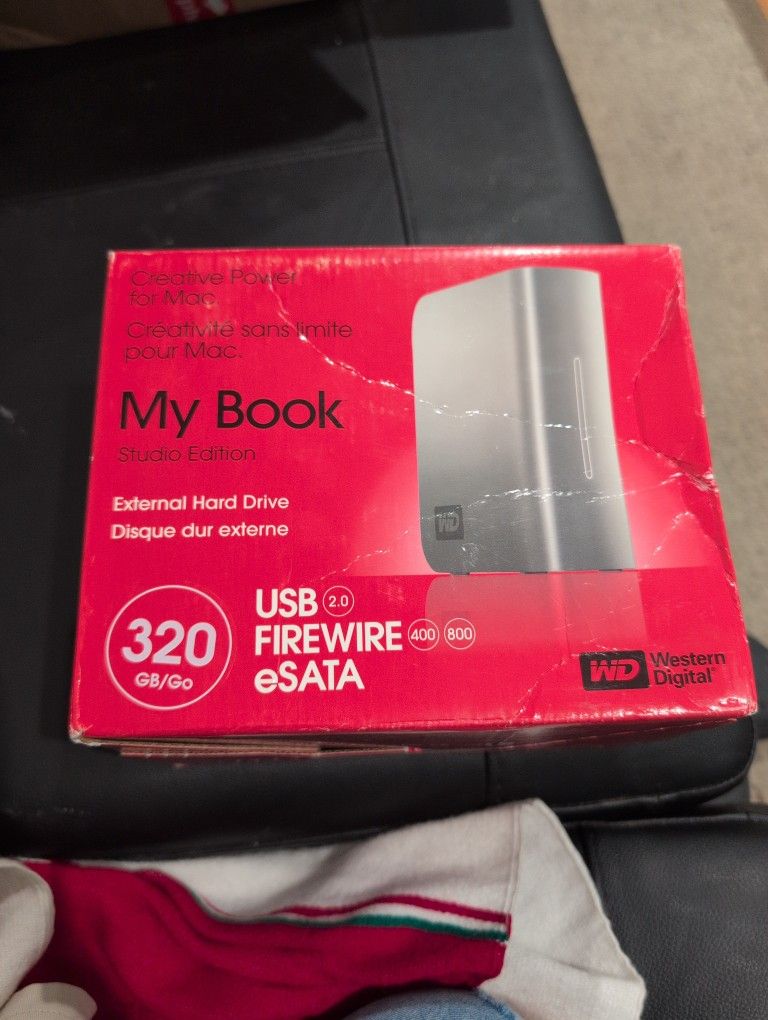 Creative Power
for Mac.
Créativité sans limite
pour Mac.
My Book
Studio Edition
External Hard Drive
Disque dur externe
320
GB/Go
USB 2.0
FIREWIRE 400 800
eSATA
WD
WD Western
Digital®